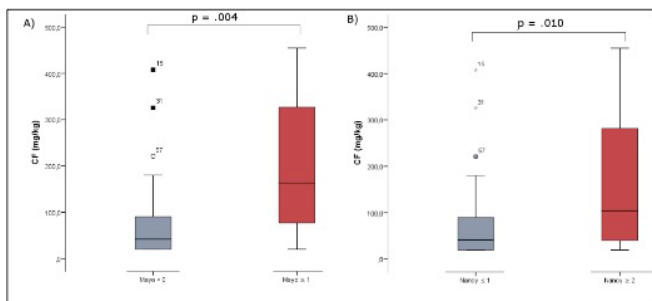 A)
p = .004
CF (mg/kg)
500,0
400,0
300,0
200,0
100,0
,0
15
31
57
Mayo = 0
Mayo ≥ 1
B)
p = .010
CF (mg/kg)
500,0
400,0
300,0
200,0
100,0
,0
15
31
57
Nancy ≤ 1
Nancy ≥ 2